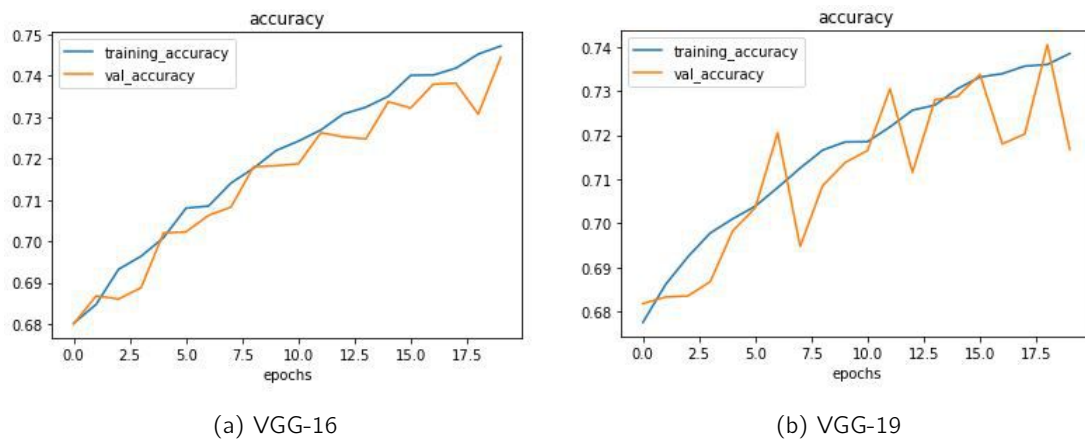 accuracy
0.75
0.74
0.73
0.72
0.71
0.70
0.69
0.68
training_accuracy
val_accuracy
0.0 2.5 5.0 7.5 10.0 12.5 15.0 17.5
epochs
(a) VGG-16
accuracy
0.74
0.73
0.72
0.71
0.70
0.69
0.68
training_accuracy
val_accuracy
0.0 2.5 5.0 7.5 10.0 12.5 15.0 17.5
epochs
(b) VGG-19